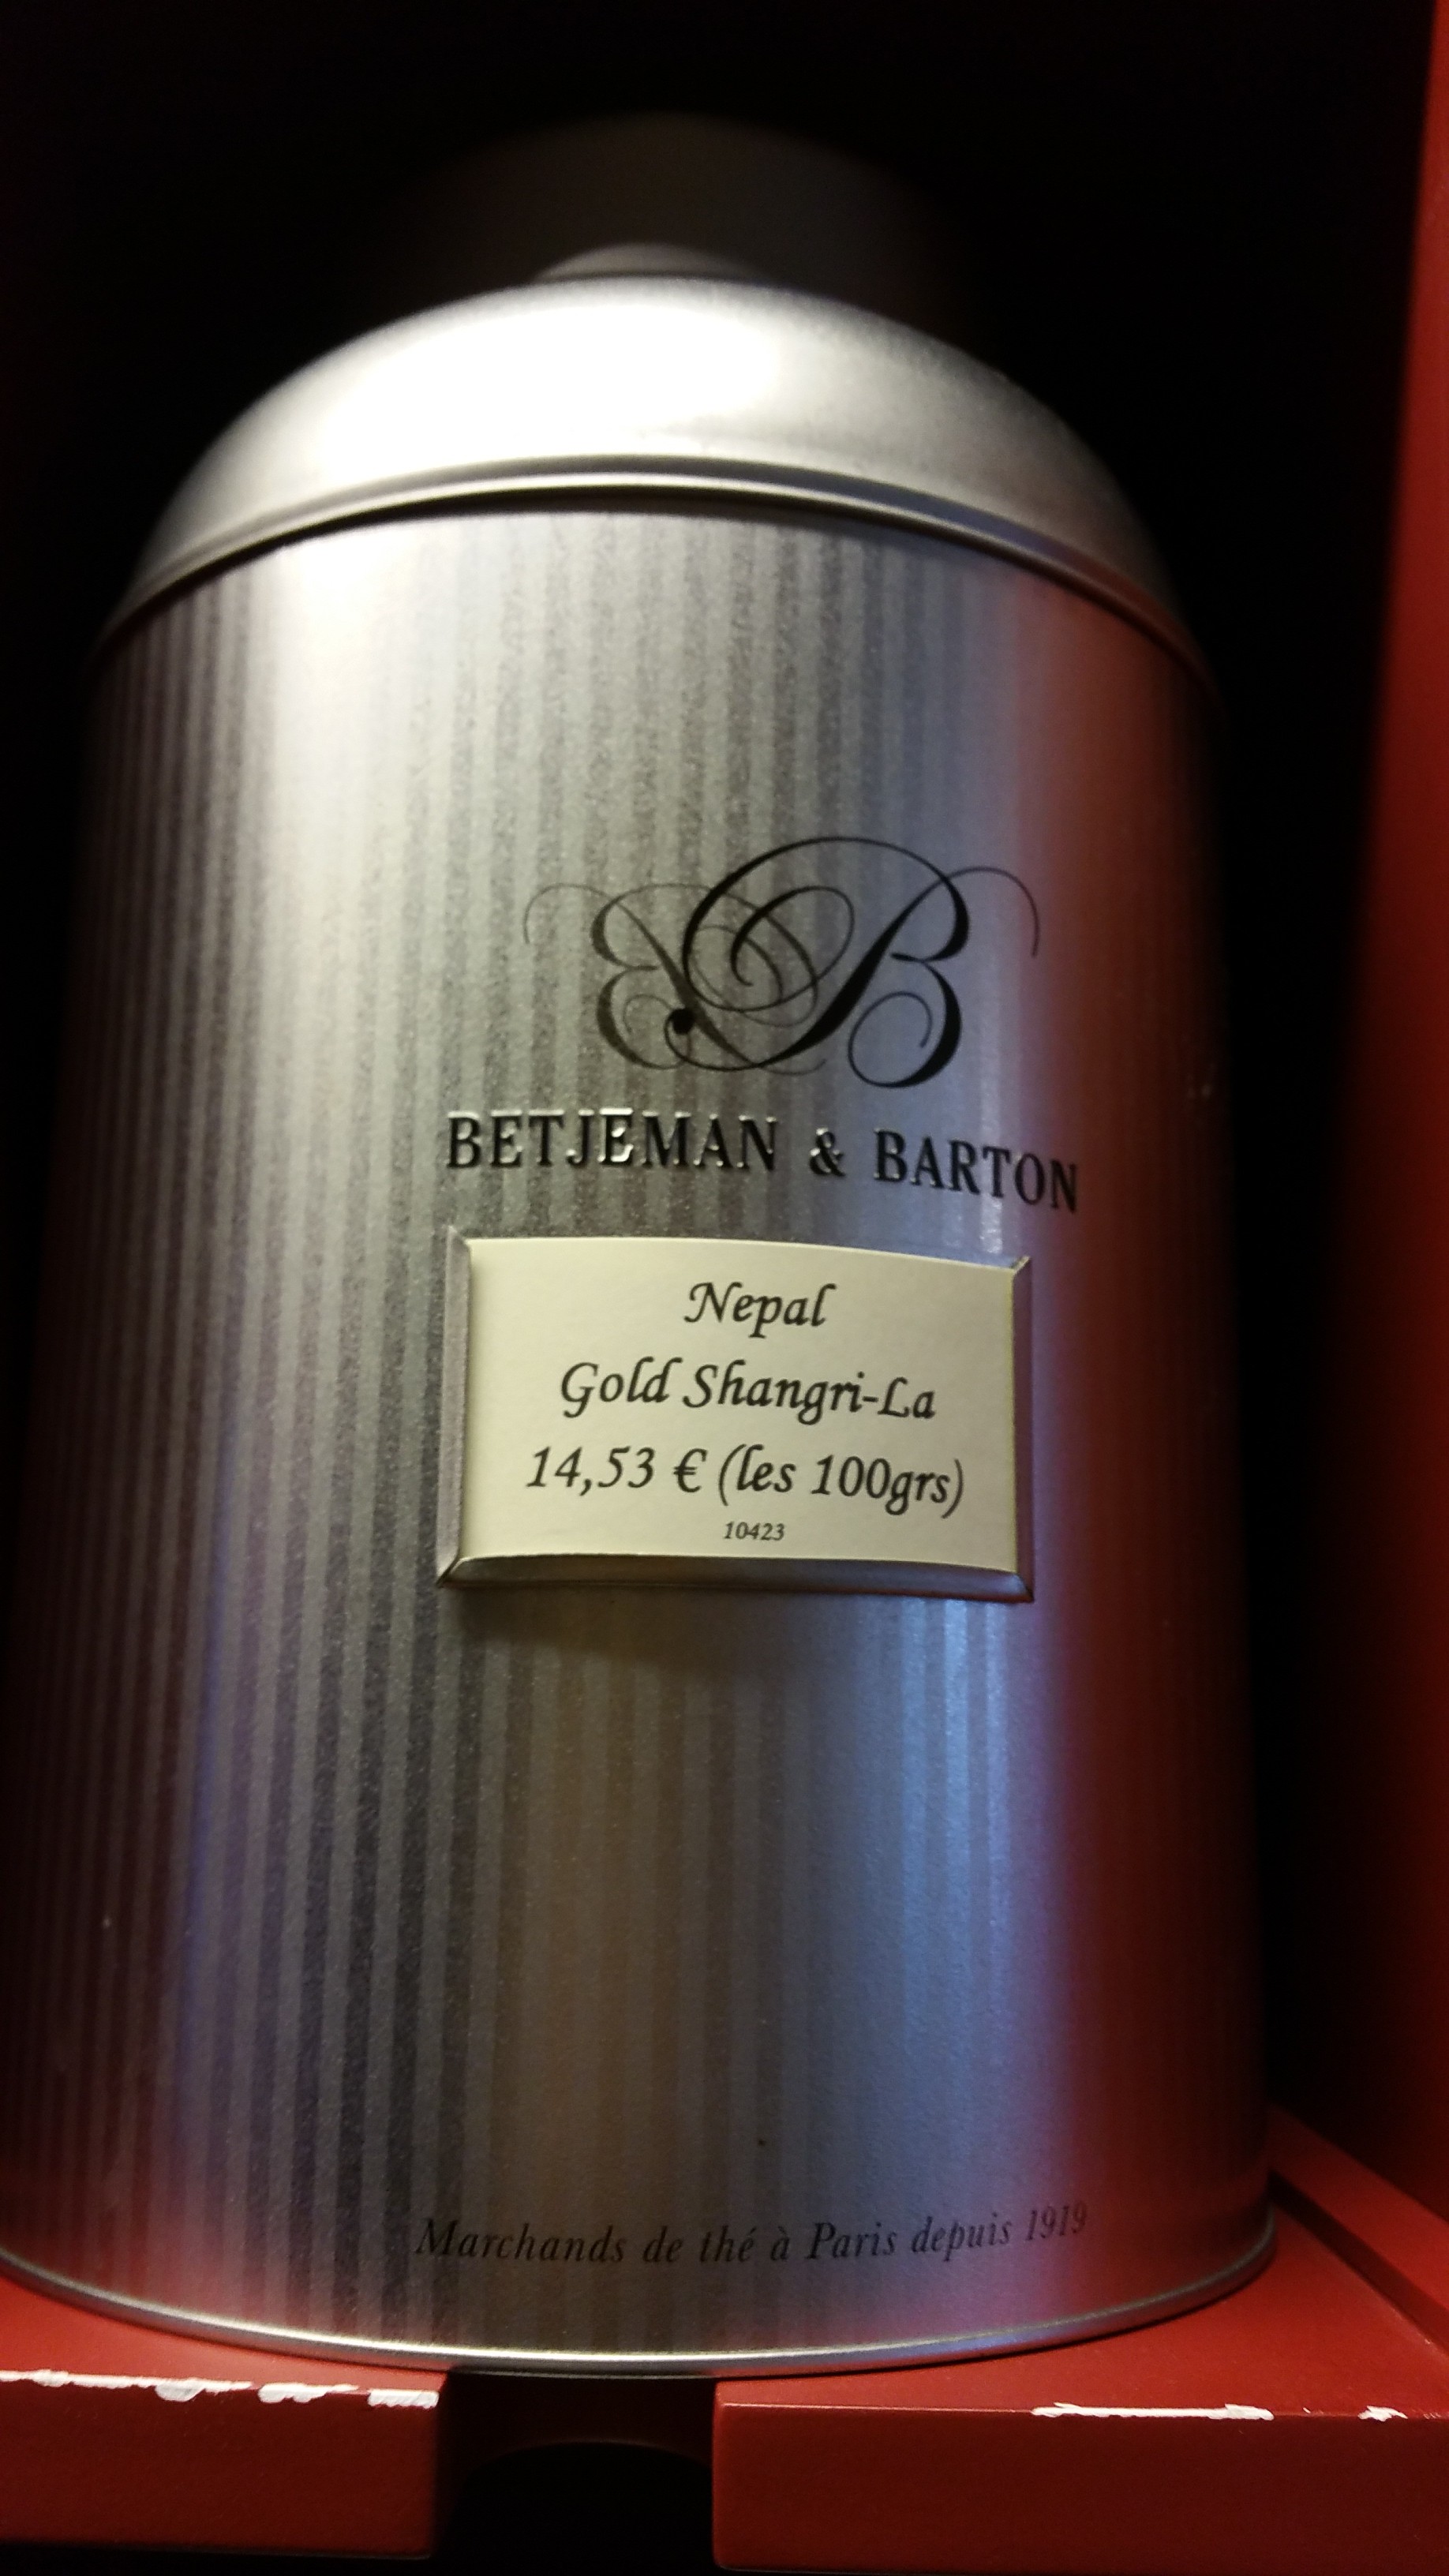 BB
BETJEMAN & BARTON
Nepal
Gold Shangri-La
14,53 € (les 100grs)
10423
Marchands de thé à Paris depuis 1919